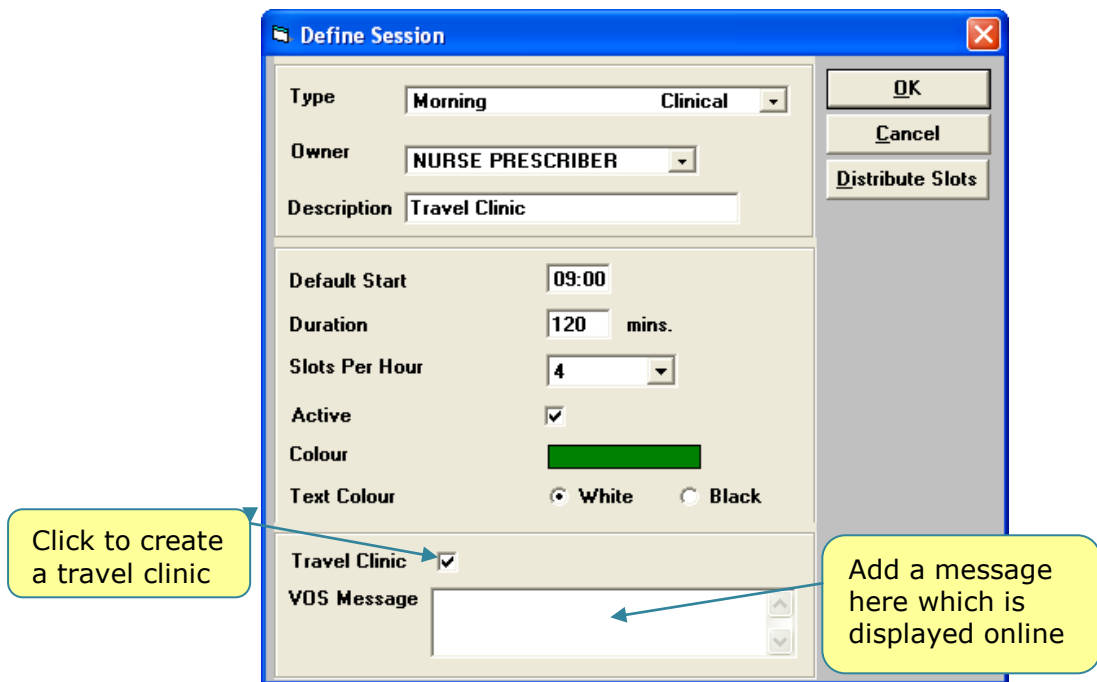 Define Session
Type Morning Clinical
OK
Cancel
Owner NURSE PRESCRIBER
Distribute Slots
Description Travel Clinic
Default Start 09:00
Duration 120 mins.
Slots Per Hour 4
Active
Colour
Text Colour White Black
Click to create
a travel clinic
Travel Clinic
VOS Message
Add a message
here which is
displayed online